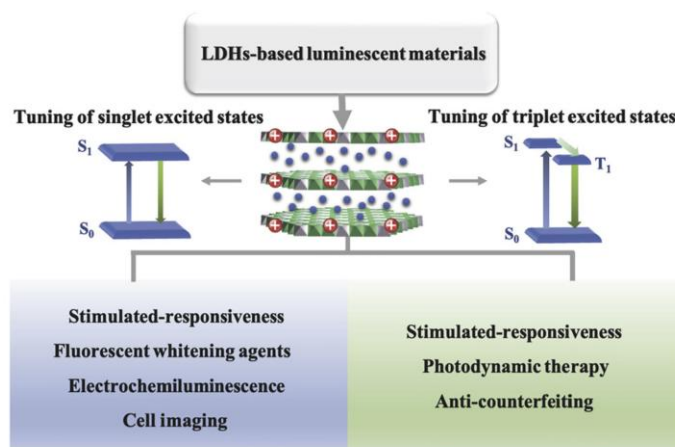 LDHs-based luminescent materials
Tuning of singlet excited states
Tuning of triplet excited states
S1
S0
S1
T1
S0
+ + +
+ + +
+ + +
Stimulated-responsiveness
Fluorescent whitening agents
Electrochemiluminescence
Cell imaging
Stimulated-responsiveness
Photodynamic therapy
Anti-counterfeiting